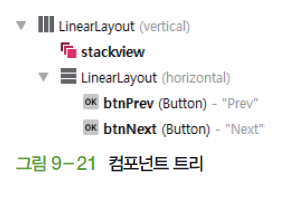 LinearLayout (vertical)
stackview
LinearLayout (horizontal)
OK btnPrev (Button) - "Prev"
OK btnNext (Button) - "Next"
그림 9-21 컴포넌트 트리